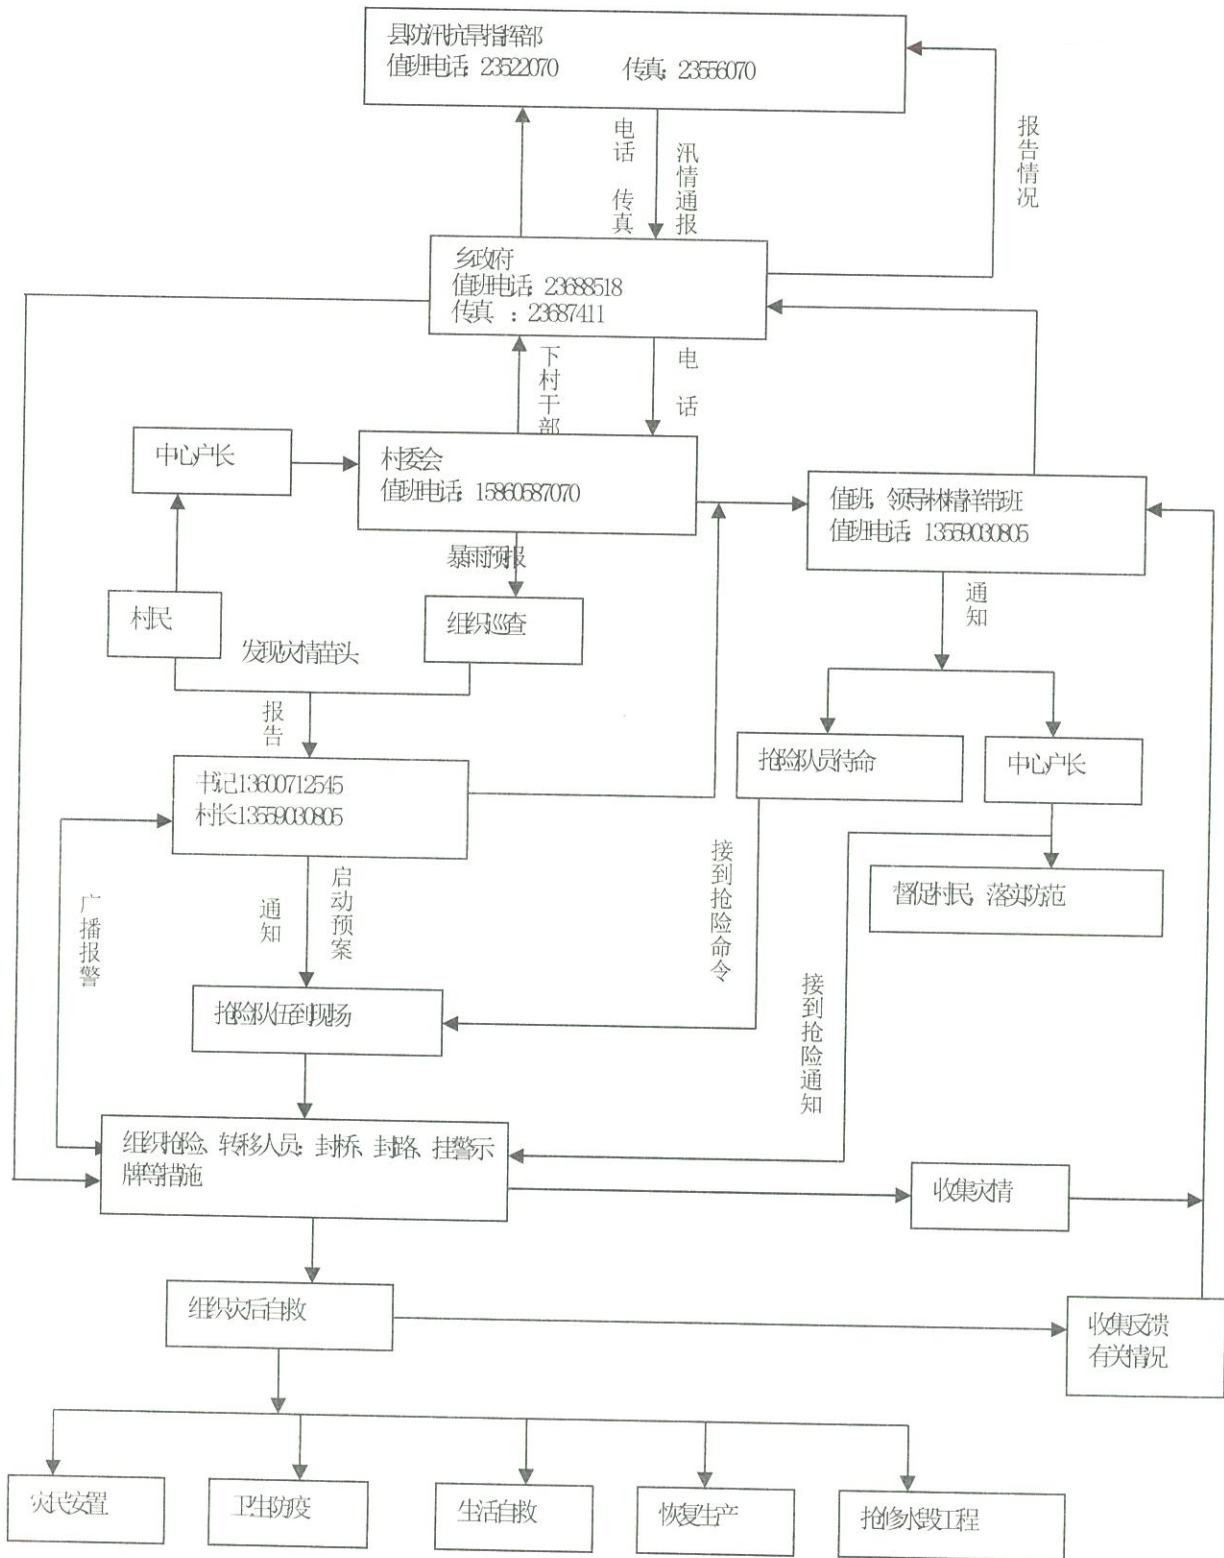 县防汛抗旱指挥部
值班电话：23522070 传真：23556070
电话 传真
汛情通报
报告情况
乡政府
值班电话：23688518
传真 ：23687411
下村干部
电 话
中心户长
村委会
值班电话：15860587070
值班，领导林精祥带班
值班电话：13559030805
暴雨预报
通知
村民
组织巡查
发现灾情苗头
报告
抢险队员待命
中心户长
书记13600712545
村长13559030805
督促村民，落实防范
接到抢险命令
广播报警
通知
启动预案
接到抢险通知
抢险队伍到现场
组织抢险、转移人员：封桥、封路、挂警示
牌等措施
收集灾情
组织灾后自救
收集反馈
有关情况
灾民安置
卫生防疫
生活自救
恢复生产
抢修水毁工程